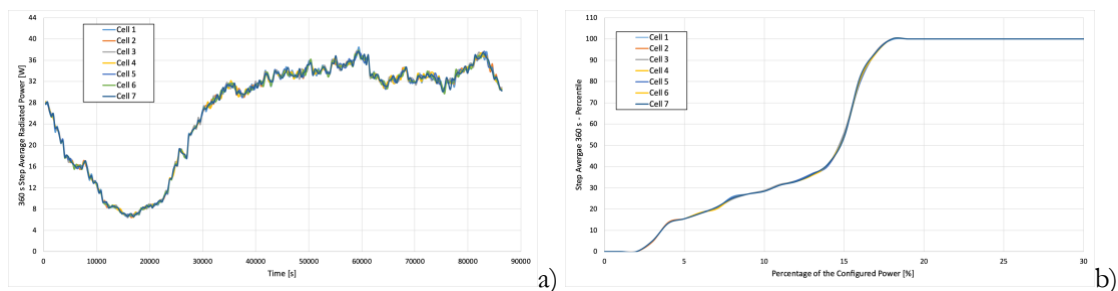 44
40
36
32
28
24
20
16
12
8
4
0
360 s Step Average Radiated Power [W]
Cell 1
Cell 2
Cell 3
Cell 4
Cell 5
Cell 6
Cell 7
0 10000 20000 30000 40000 50000 60000 70000 80000 90000
Time [s]
a)
110
100
90
80
70
60
50
40
30
20
10
0
Step Avergae 360 s - Percentile
Cell 1
Cell 2
Cell 3
Cell 4
Cell 5
Cell 6
Cell 7
0 5 10 15 20 25 30
Percentage of the Configured Power [%]
b)